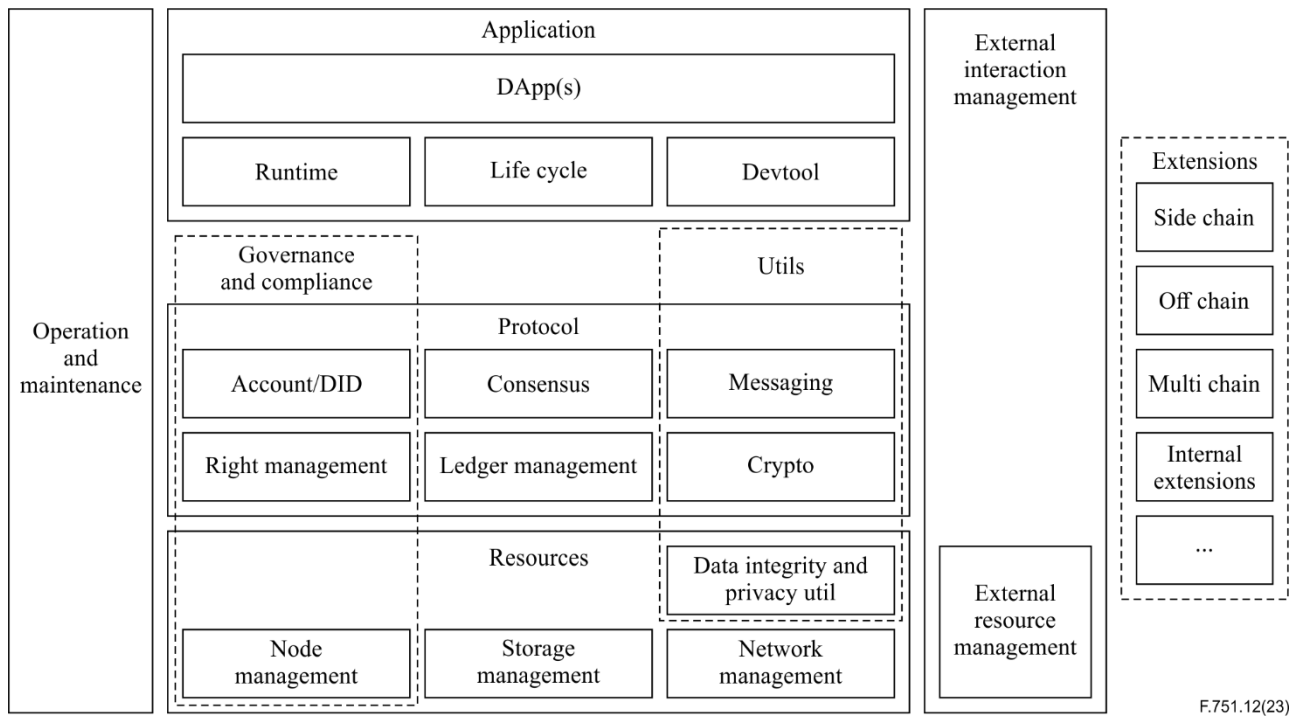 Operation
and
maintenance
Application
DApp(s)
Runtime
Life cycle
Devtool
Governance
and compliance
Utils
Protocol
Account/DID
Consensus
Messaging
Right management
Ledger management
Crypto
Resources
Data integrity and
privacy util
Node
management
Storage
management
Network
management
External
interaction
management
External
resource
management
Extensions
Side chain
Off chain
Multi chain
Internal
extensions
...
F.751.12(23)